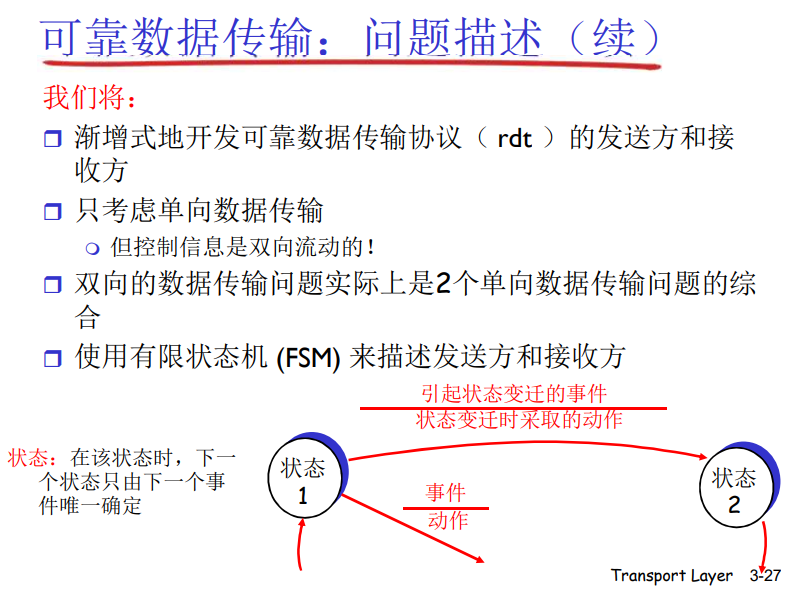 可靠数据传输：问题描述（续）
我们将：
渐增式地开发可靠数据传输协议（ rdt ）的发送方和接
收方
只考虑单向数据传输
但控制信息是双向流动的！
双向的数据传输问题实际上是2个单向数据传输问题的综
合
使用有限状态机 (FSM) 来描述发送方和接收方
引起状态变迁的事件
状态变迁时采取的动作
状态：在该状态时，下一
个状态只由下一个事
件唯一确定
状态
1
事件
动作
状态
2
Transport Layer 3-27